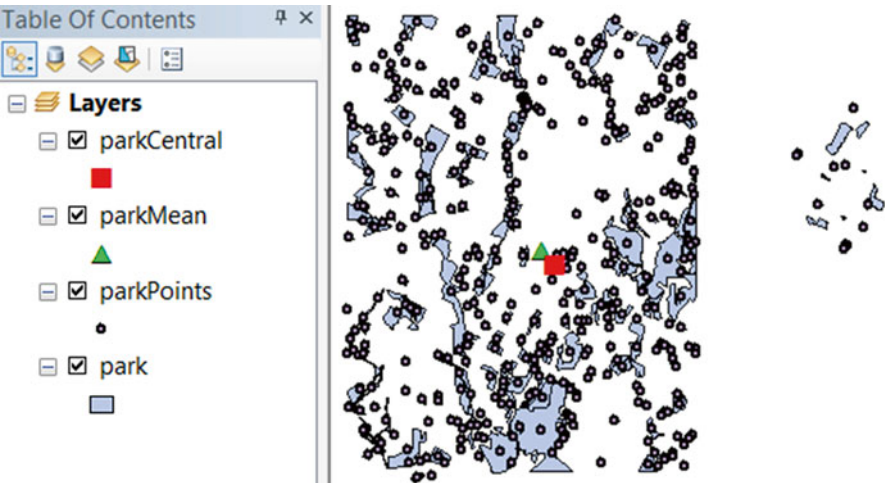 Table Of Contents
Layers
parkCentral
parkMean
parkPoints
park